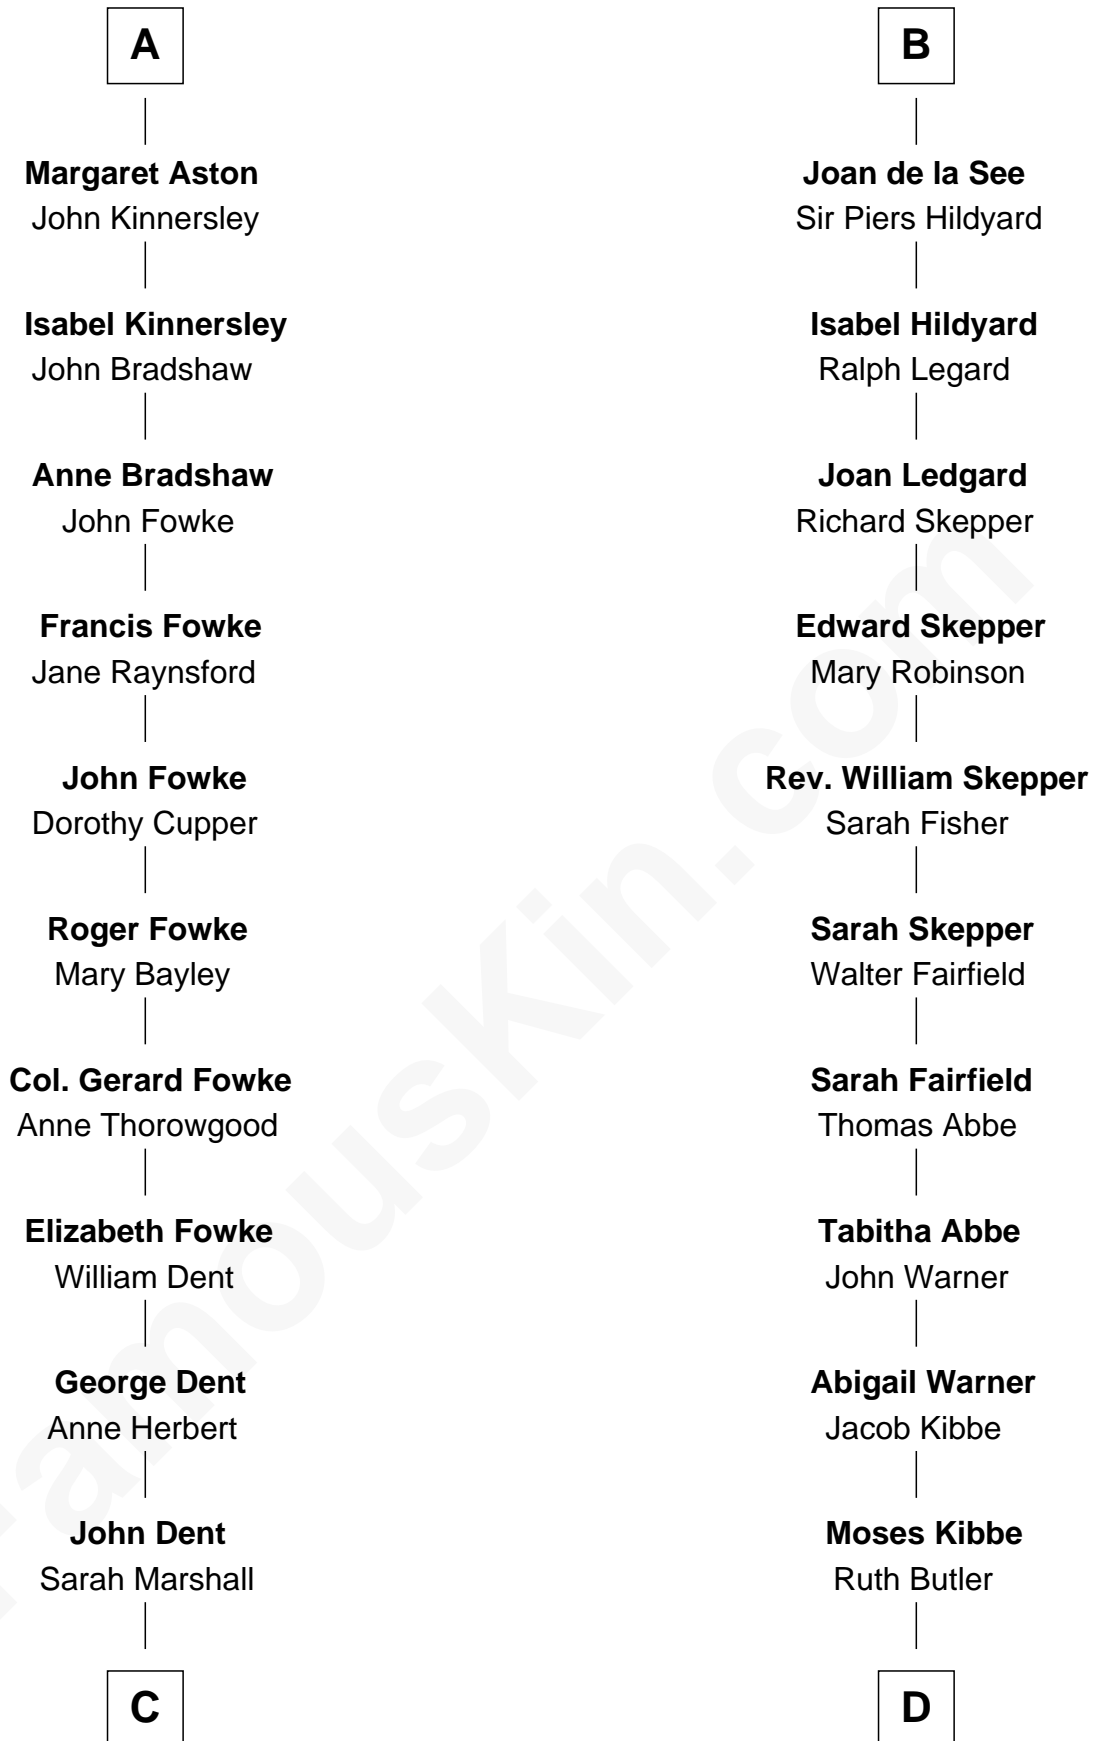 A
Margaret Aston
John Kinnersley
Isabel Kinnersley
John Bradshaw
Anne Bradshaw
John Fowke
Francis Fowke
Jane Raynsford
John Fowke
Dorothy Cupper
Roger Fowke
Mary Bayley
Col. Gerard Fowke
Anne Thorowgood
Elizabeth Fowke
William Dent
George Dent
Anne Herbert
John Dent
Sarah Marshall
C
B
Joan de la See
Sir Piers Hildyard
Isabel Hildyard
Ralph Legard
Joan Ledgard
Richard Skepper
Edward Skepper
Mary Robinson
Rev. William Skepper
Sarah Fisher
Sarah Skepper
Walter Fairfield
Sarah Fairfield
Thomas Abbe
Tabitha Abbe
John Warner
Abigail Warner
Jacob Kibbe
Moses Kibbe
Ruth Butler
D
FamousKin.com